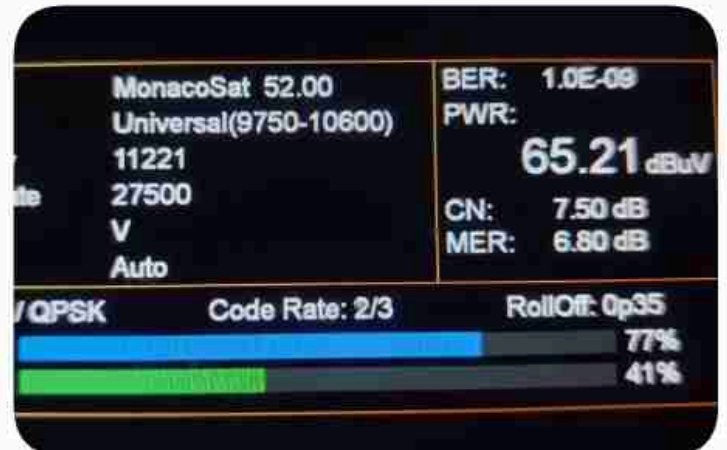 MonacoSat 52.00
Universal(9750-10600)
11221
27500
V
Auto
BER: 1.0E-09
PWR:
65.21 dBuV
CN: 7.50 dB
MER: 6.80 dB
/ QPSK Code Rate: 2/3 RollOff: 0p35
77%
41%